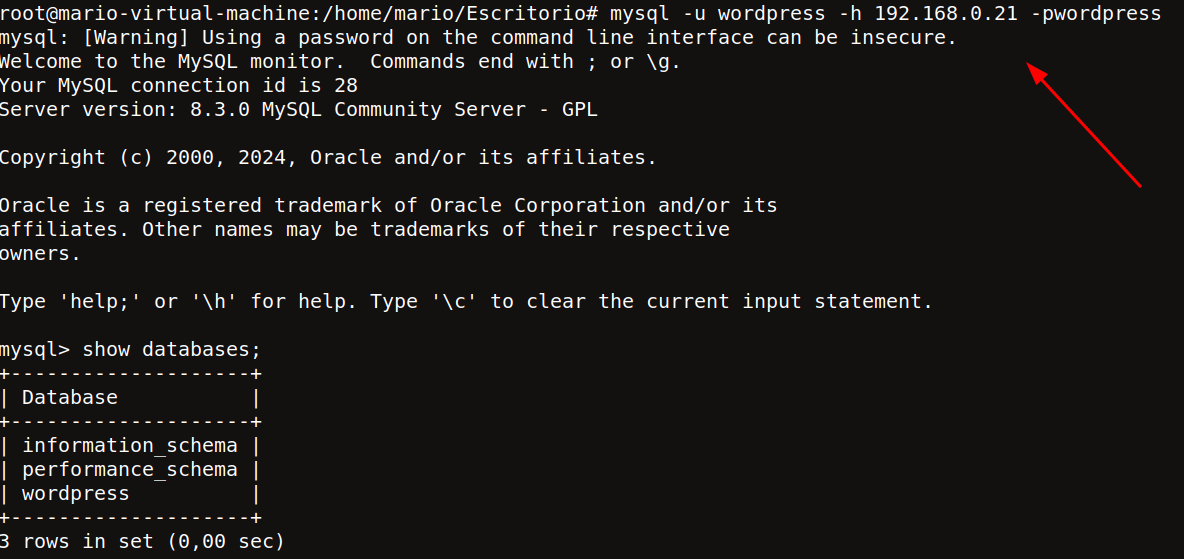 root@mario-virtual-machine:/home/mario/Escritorio# mysql -u wordpress -h 192.168.0.21 -pwordpress
mysql: [Warning] Using a password on the command line interface can be insecure.
Welcome to the MySQL monitor.  Commands end with ; or \g.
Your MySQL connection id is 28
Server version: 8.3.0 MySQL Community Server - GPL

Copyright (c) 2000, 2024, Oracle and/or its affiliates.

Oracle is a registered trademark of Oracle Corporation and/or its
affiliates. Other names may be trademarks of their respective
owners.

Type 'help;' or '\h' for help. Type '\c' to clear the current input statement.

mysql> show databases;
+--------------------+
| Database           |
+--------------------+
| information_schema |
| performance_schema |
| wordpress          |
+--------------------+
3 rows in set (0,00 sec)